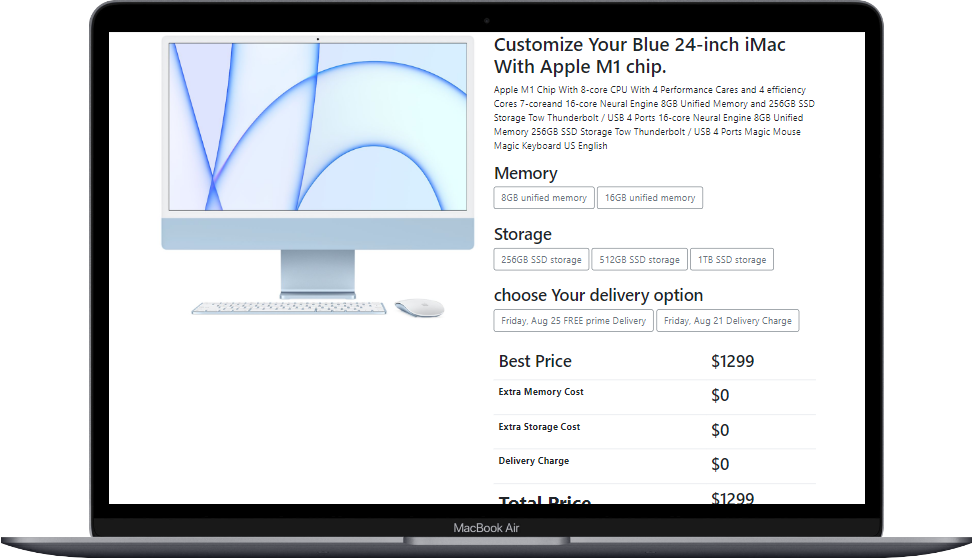 Customize Your Blue 24-inch iMac
With Apple M1 chip.
Apple M1 Chip With 8-core CPU With 4 Performance Cares and 4 efficiency
Cores 7-coreand 16-core Neural Engine 8GB Unified Memory and 256GB SSD
Storage Tow Thunderbolt / USB 4 Ports 16-core Neural Engine 8GB Unified
Memory 256GB SSD Storage Tow Thunderbolt / USB 4 Ports Magic Mouse
Magic Keyboard US English
Memory
8GB unified memory 16GB unified memory
Storage
256GB SSD storage 512GB SSD storage 1TB SSD storage
choose Your delivery option
Friday, Aug 25 FREE prime Delivery Friday, Aug 21 Delivery Charge
Best Price $1299
Extra Memory Cost $0
Extra Storage Cost $0
Delivery Charge $0
Total Price $1299
MacBook Air